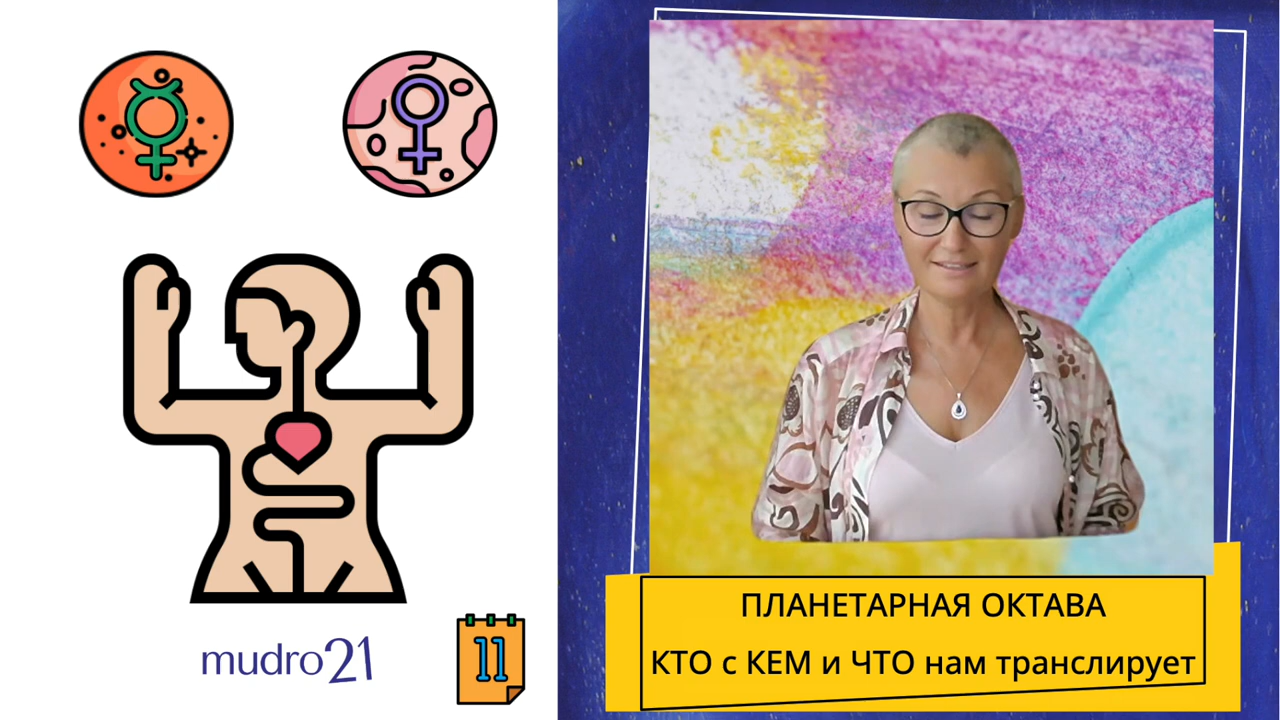 mudro21
11
ПЛАНЕТАРНАЯ ОКТАВА
КТО с КЕМ и ЧТО нам транслирует